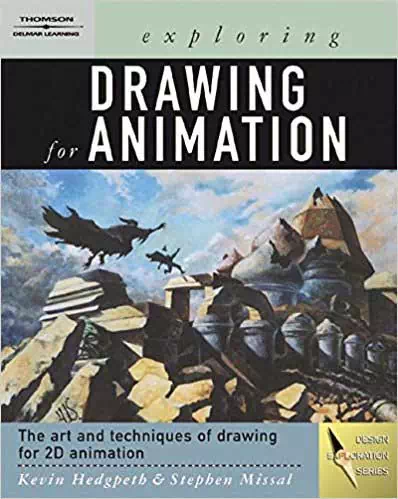 THOMSON
DELMAR LEARNING
exploring
DRAWING
for ANIMATION
The art and techniques of drawing
for 2D animation
Kevin Hedgpeth & Stephen Missal
DESIGN
EXPLORATION
SERIES